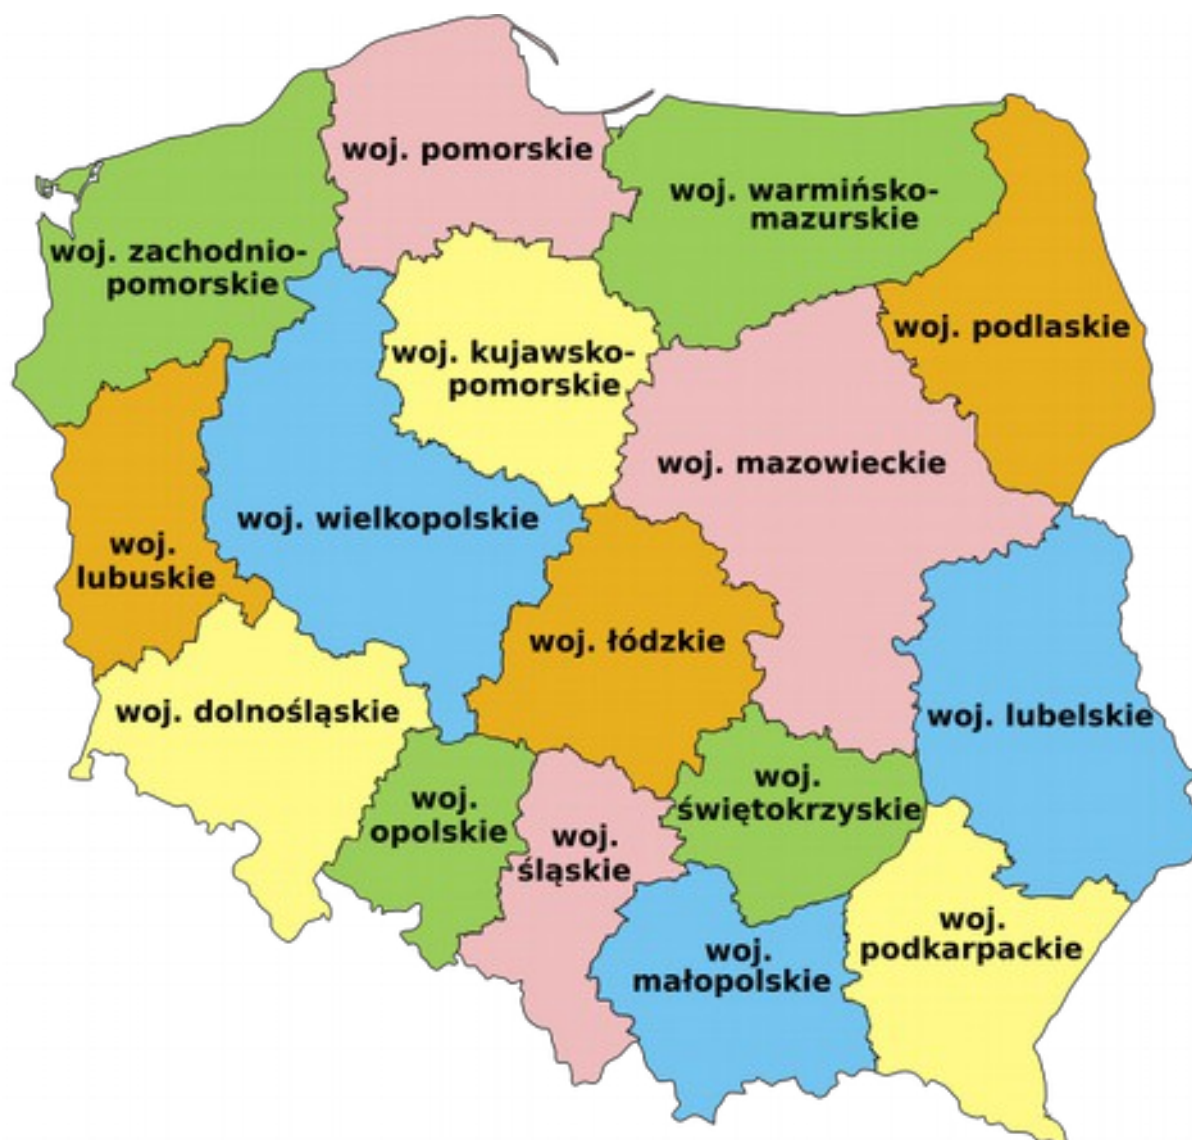 woj. pomorskie
woj. warmińsko-
mazurskie
woj. zachodnio-
pomorskie
woj. podlaskie
woj. kujawsko-
pomorskie
woj. mazowieckie
woj. wielkopolskie
woj.
lubuskie
woj. łódzkie
woj. dolnośląskie
woj. lubelskie
woj.
opolskie
woj.
świętokrzyskie
woj.
śląskie
woj.
podkarpackie
woj.
małopolskie